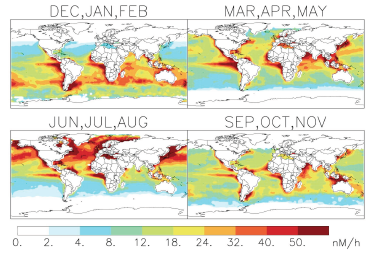 DEC,JAN,FEB
MAR,APR,MAY
JUN,JUL,AUG
SEP,OCT,NOV
0. 2. 4. 8. 12. 18. 24. 32. 40. 50. nM/h